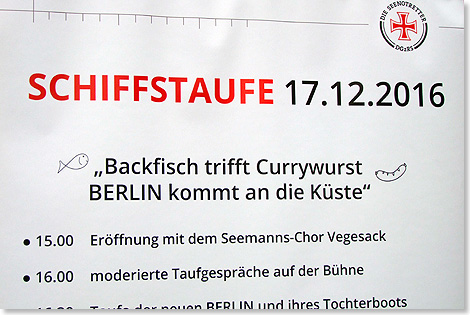 DIE SEENOTRETTER
DGzRS
SCHIFFSTAUFE 17.12.2016
„Backfisch trifft Currywurst
BERLIN kommt an die Küste“
• 15.00 Eröffnung mit dem Seemanns-Chor Vegesack
• 16.00 moderierte Taufgespräche auf der Bühne
Taufe der neuen BERLIN und ihres Tochterboots